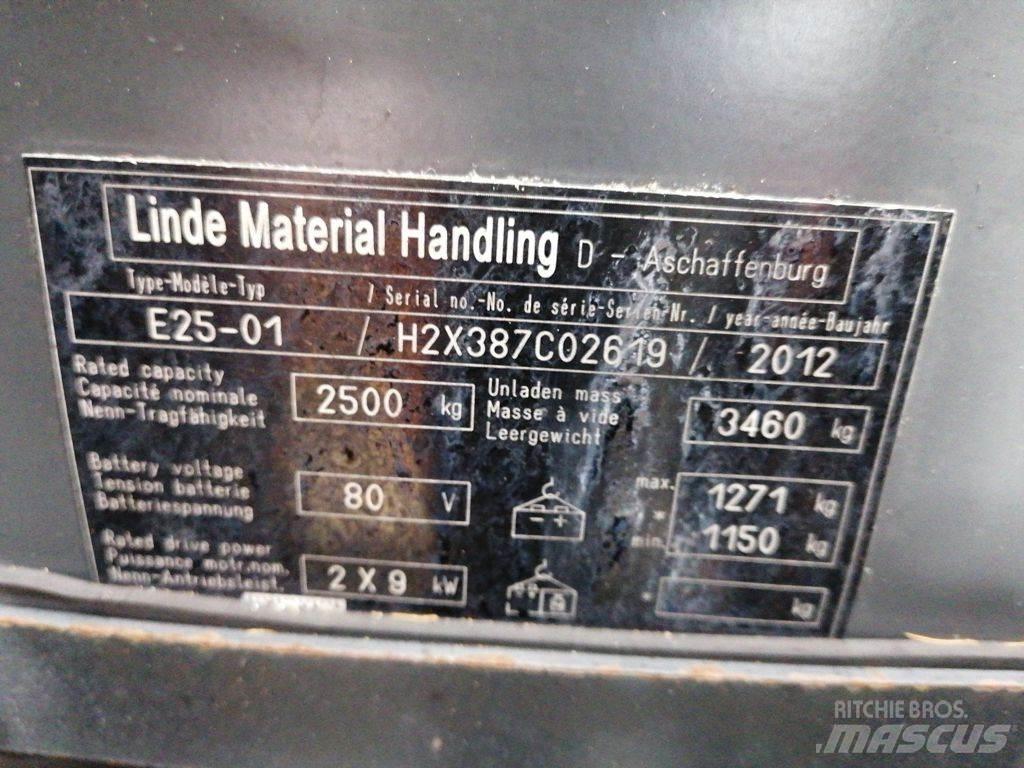 Linde Material Handling D - Aschaffenburg
Type-Modèle-Typ / Serial no.-No. de série-Serien-Nr. / year-année-Baujahr
E25-01 / H2X387C02619 / 2012
Rated capacity
Capacité nominale
Nenn-Tragfähigkeit
2500 kg
Unladen mass
Masse à vide
Leergewicht
3460 kg
Battery voltage
Tension batterie
Batteriespannung
80 V
- +
max. 1271 kg
*
min. 1150 kg
Rated drive power
Puissance motr.nom.
Nenn-Antriebsleist.
2 X 9 kW
* kg
RITCHIE BROS.
MASCUS